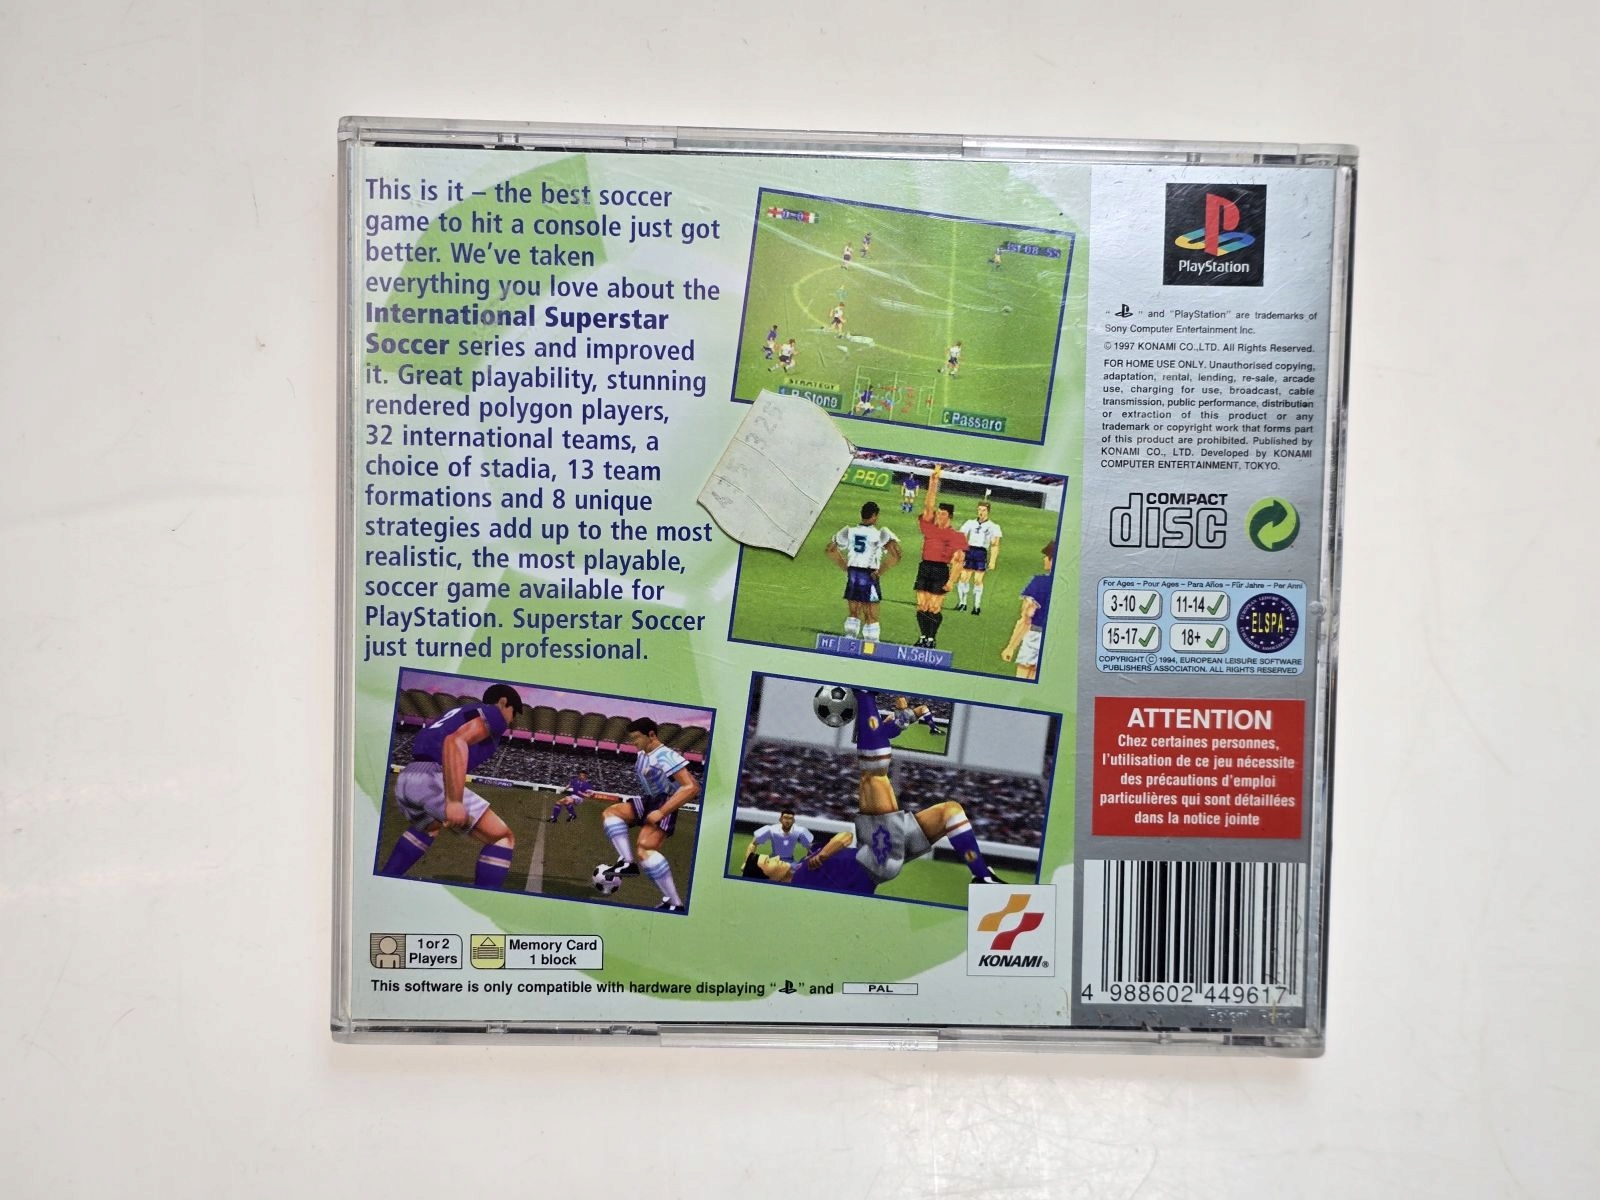 This is it – the best soccer
game to hit a console just got
better. We've taken
everything you love about the
International Superstar
Soccer series and improved
it. Great playability, stunning
rendered polygon players,
32 international teams, a
choice of stadia, 13 team
formations and 8 unique
strategies add up to the most
realistic, the most playable,
soccer game available for
PlayStation. Superstar Soccer
just turned professional.
0-0
STRATEGY
R.Stone
C.Passaro
325
PRO
5
MF 5 N.Selby
2
1 or 2
Players
Memory Card
1 block
This software is only compatible with hardware displaying " " and PAL
KONAMI®
PlayStation
" " and "PlayStation" are trademarks of
Sony Computer Entertainment Inc.
© 1997 KONAMI CO.,LTD. All Rights Reserved.
FOR HOME USE ONLY. Unauthorised copying,
adaptation, rental, lending, re-sale, arcade
use, charging for use, broadcast, cable
transmission, public performance, distribution
or extraction of this product or any
trademark or copyright work that forms part
of this product are prohibited. Published by
KONAMI CO., LTD. Developed by KONAMI
COMPUTER ENTERTAINMENT, TOKYO.
COMPACT
disc
For Ages – Pour Ages – Para Años – Für Jahre – Per Anni
3-10 11-14
15-17 18+
ELSPA
COPYRIGHT © 1994, EUROPEAN LEISURE SOFTWARE
PUBLISHERS ASSOCIATION. ALL RIGHTS RESERVED
ATTENTION
Chez certaines personnes,
l'utilisation de ce jeu nécessite
des précautions d'emploi
particulières qui sont détaillées
dans la notice jointe
4 988602 449617